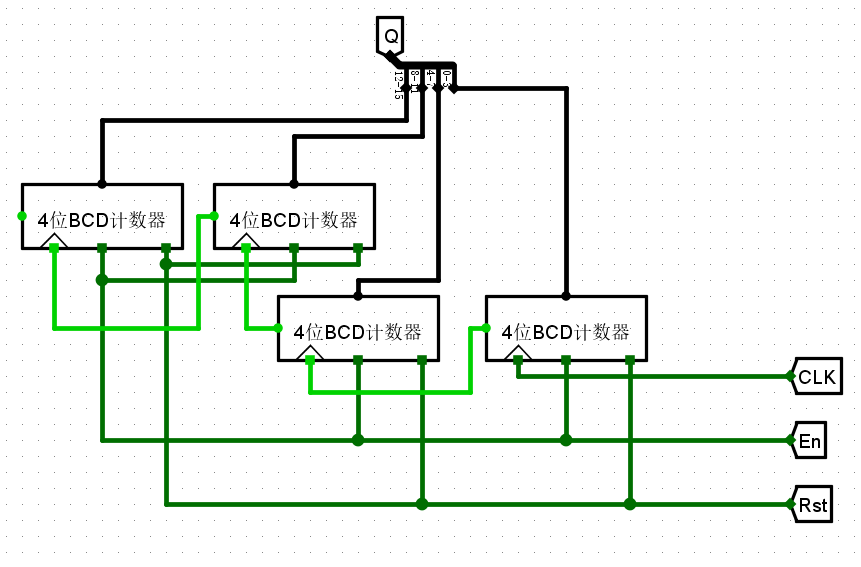 Q
12-15
8-11
4-7
0-3
4位BCD计数器
4位BCD计数器
4位BCD计数器
4位BCD计数器
CLK
En
Rst